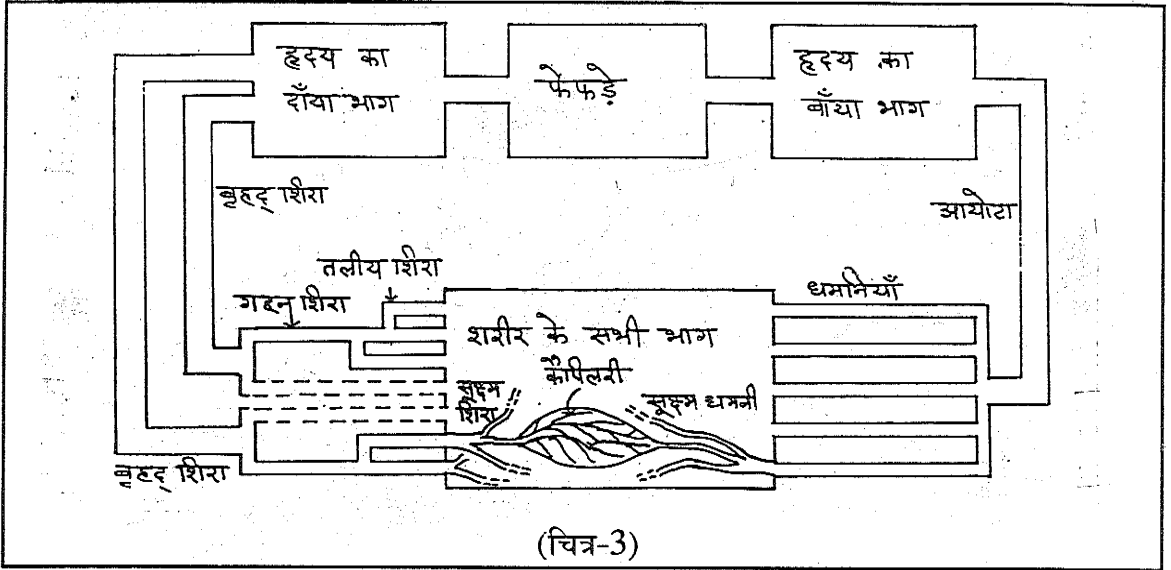 हृदय का
दाँया भाग
फेफड़े
हृदय का
बाँया भाग
बृहद् शिरा
आयोटा
तलीय शिरा
गहन शिरा
धमनियाँ
शरीर के सभी भाग
कैपिलरी
सूक्ष्म
शिरा
सूक्ष्म धमनी
बृहद् शिरा
(चित्र-3)